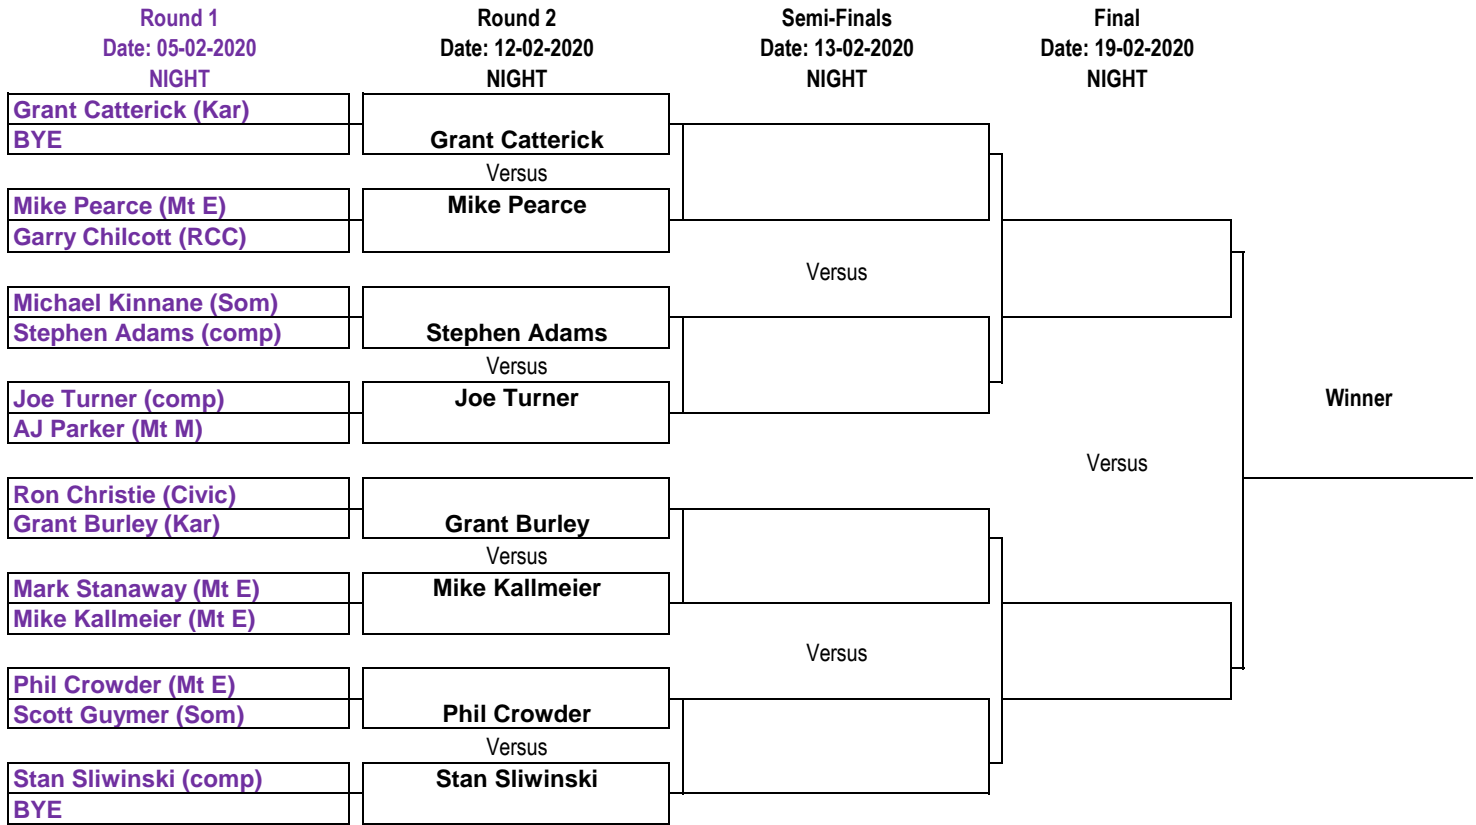 Round 1
Date: 05-02-2020
NIGHT
Round 2
Date: 12-02-2020
NIGHT
Semi-Finals
Date: 13-02-2020
NIGHT
Final
Date: 19-02-2020
NIGHT
Grant Catterick (Kar)
BYE
Mike Pearce (Mt E)
Garry Chilcott (RCC)
Michael Kinnane (Som)
Stephen Adams (comp)
Joe Turner (comp)
AJ Parker (Mt M)
Ron Christie (Civic)
Grant Burley (Kar)
Mark Stanaway (Mt E)
Mike Kallmeier (Mt E)
Phil Crowder (Mt E)
Scott Guymer (Som)
Stan Sliwinski (comp)
BYE
Grant Catterick
Versus
Mike Pearce
Stephen Adams
Versus
Joe Turner
Grant Burley
Versus
Mike Kallmeier
Phil Crowder
Versus
Stan Sliwinski
Versus
Versus
Versus
Winner